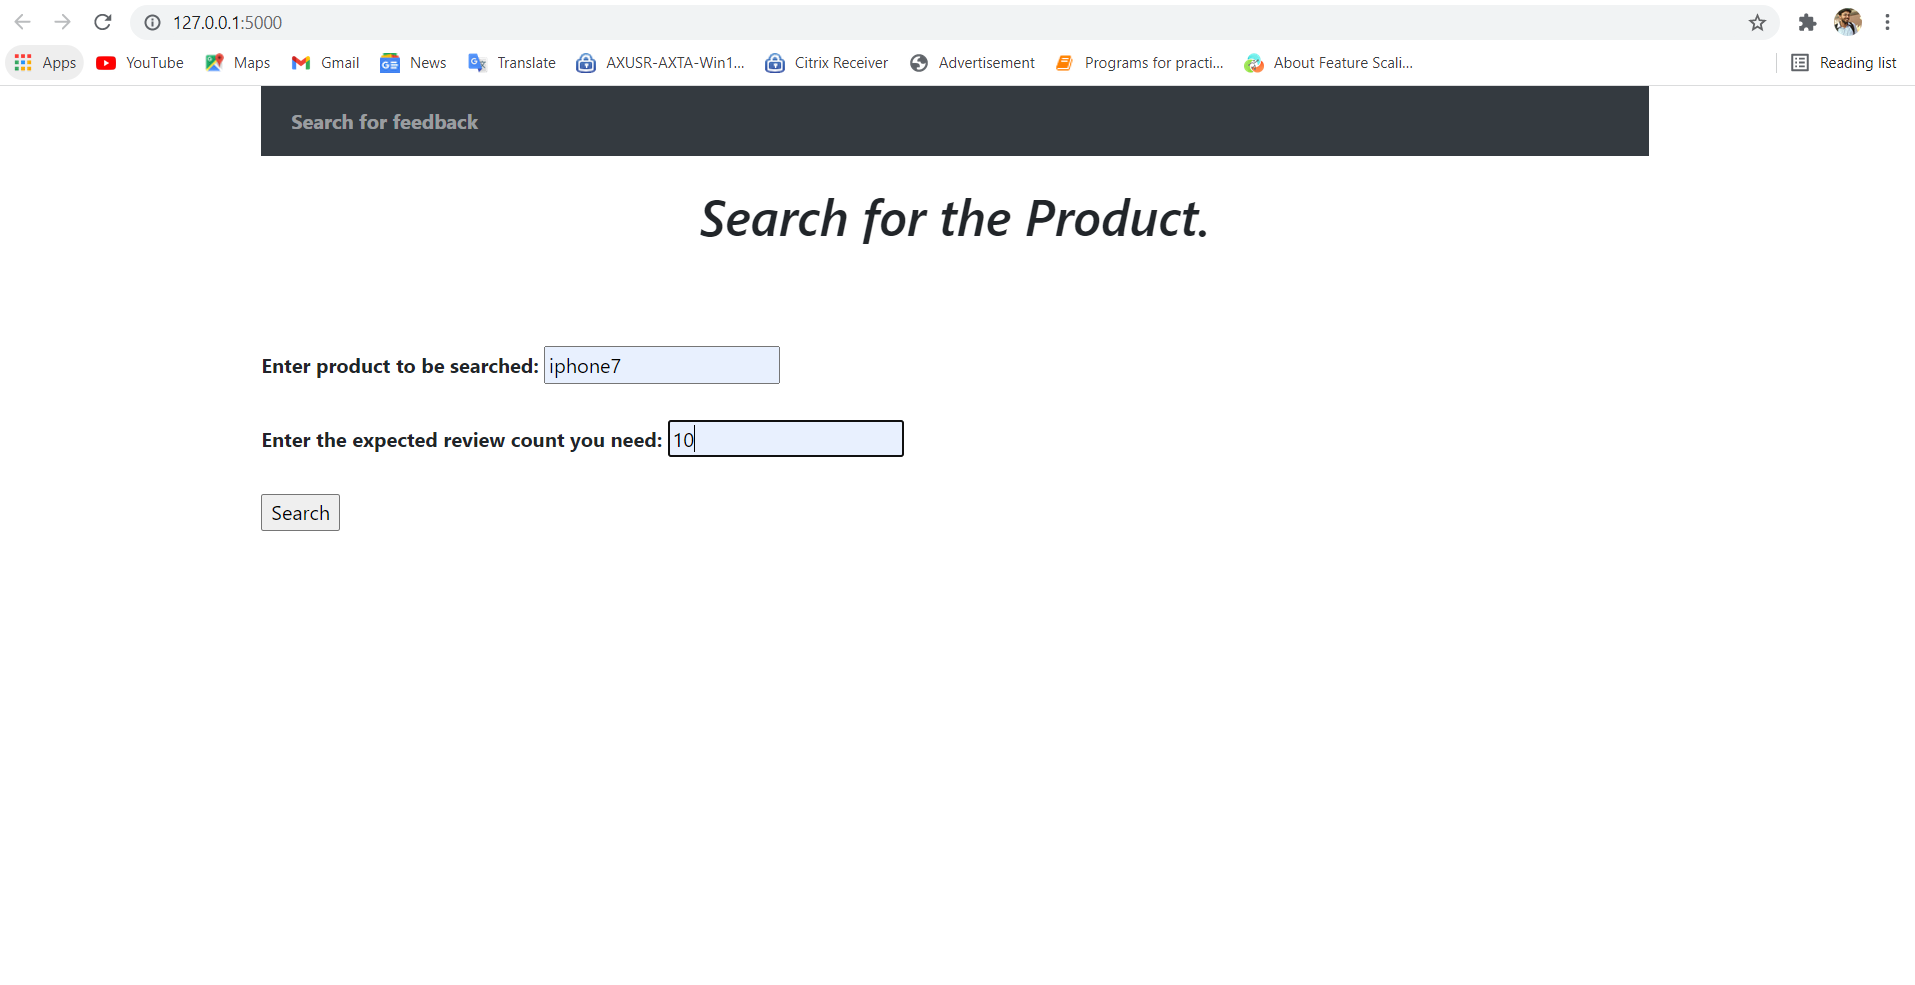 127.0.0.1:5000
Apps YouTube Maps Gmail News Translate AXUSR-AXTA-Win1... Citrix Receiver Advertisement Programs for practi... About Feature Scali... Reading list
Search for feedback
Search for the Product.
Enter product to be searched: iphone7
Enter the expected review count you need: 10
Search